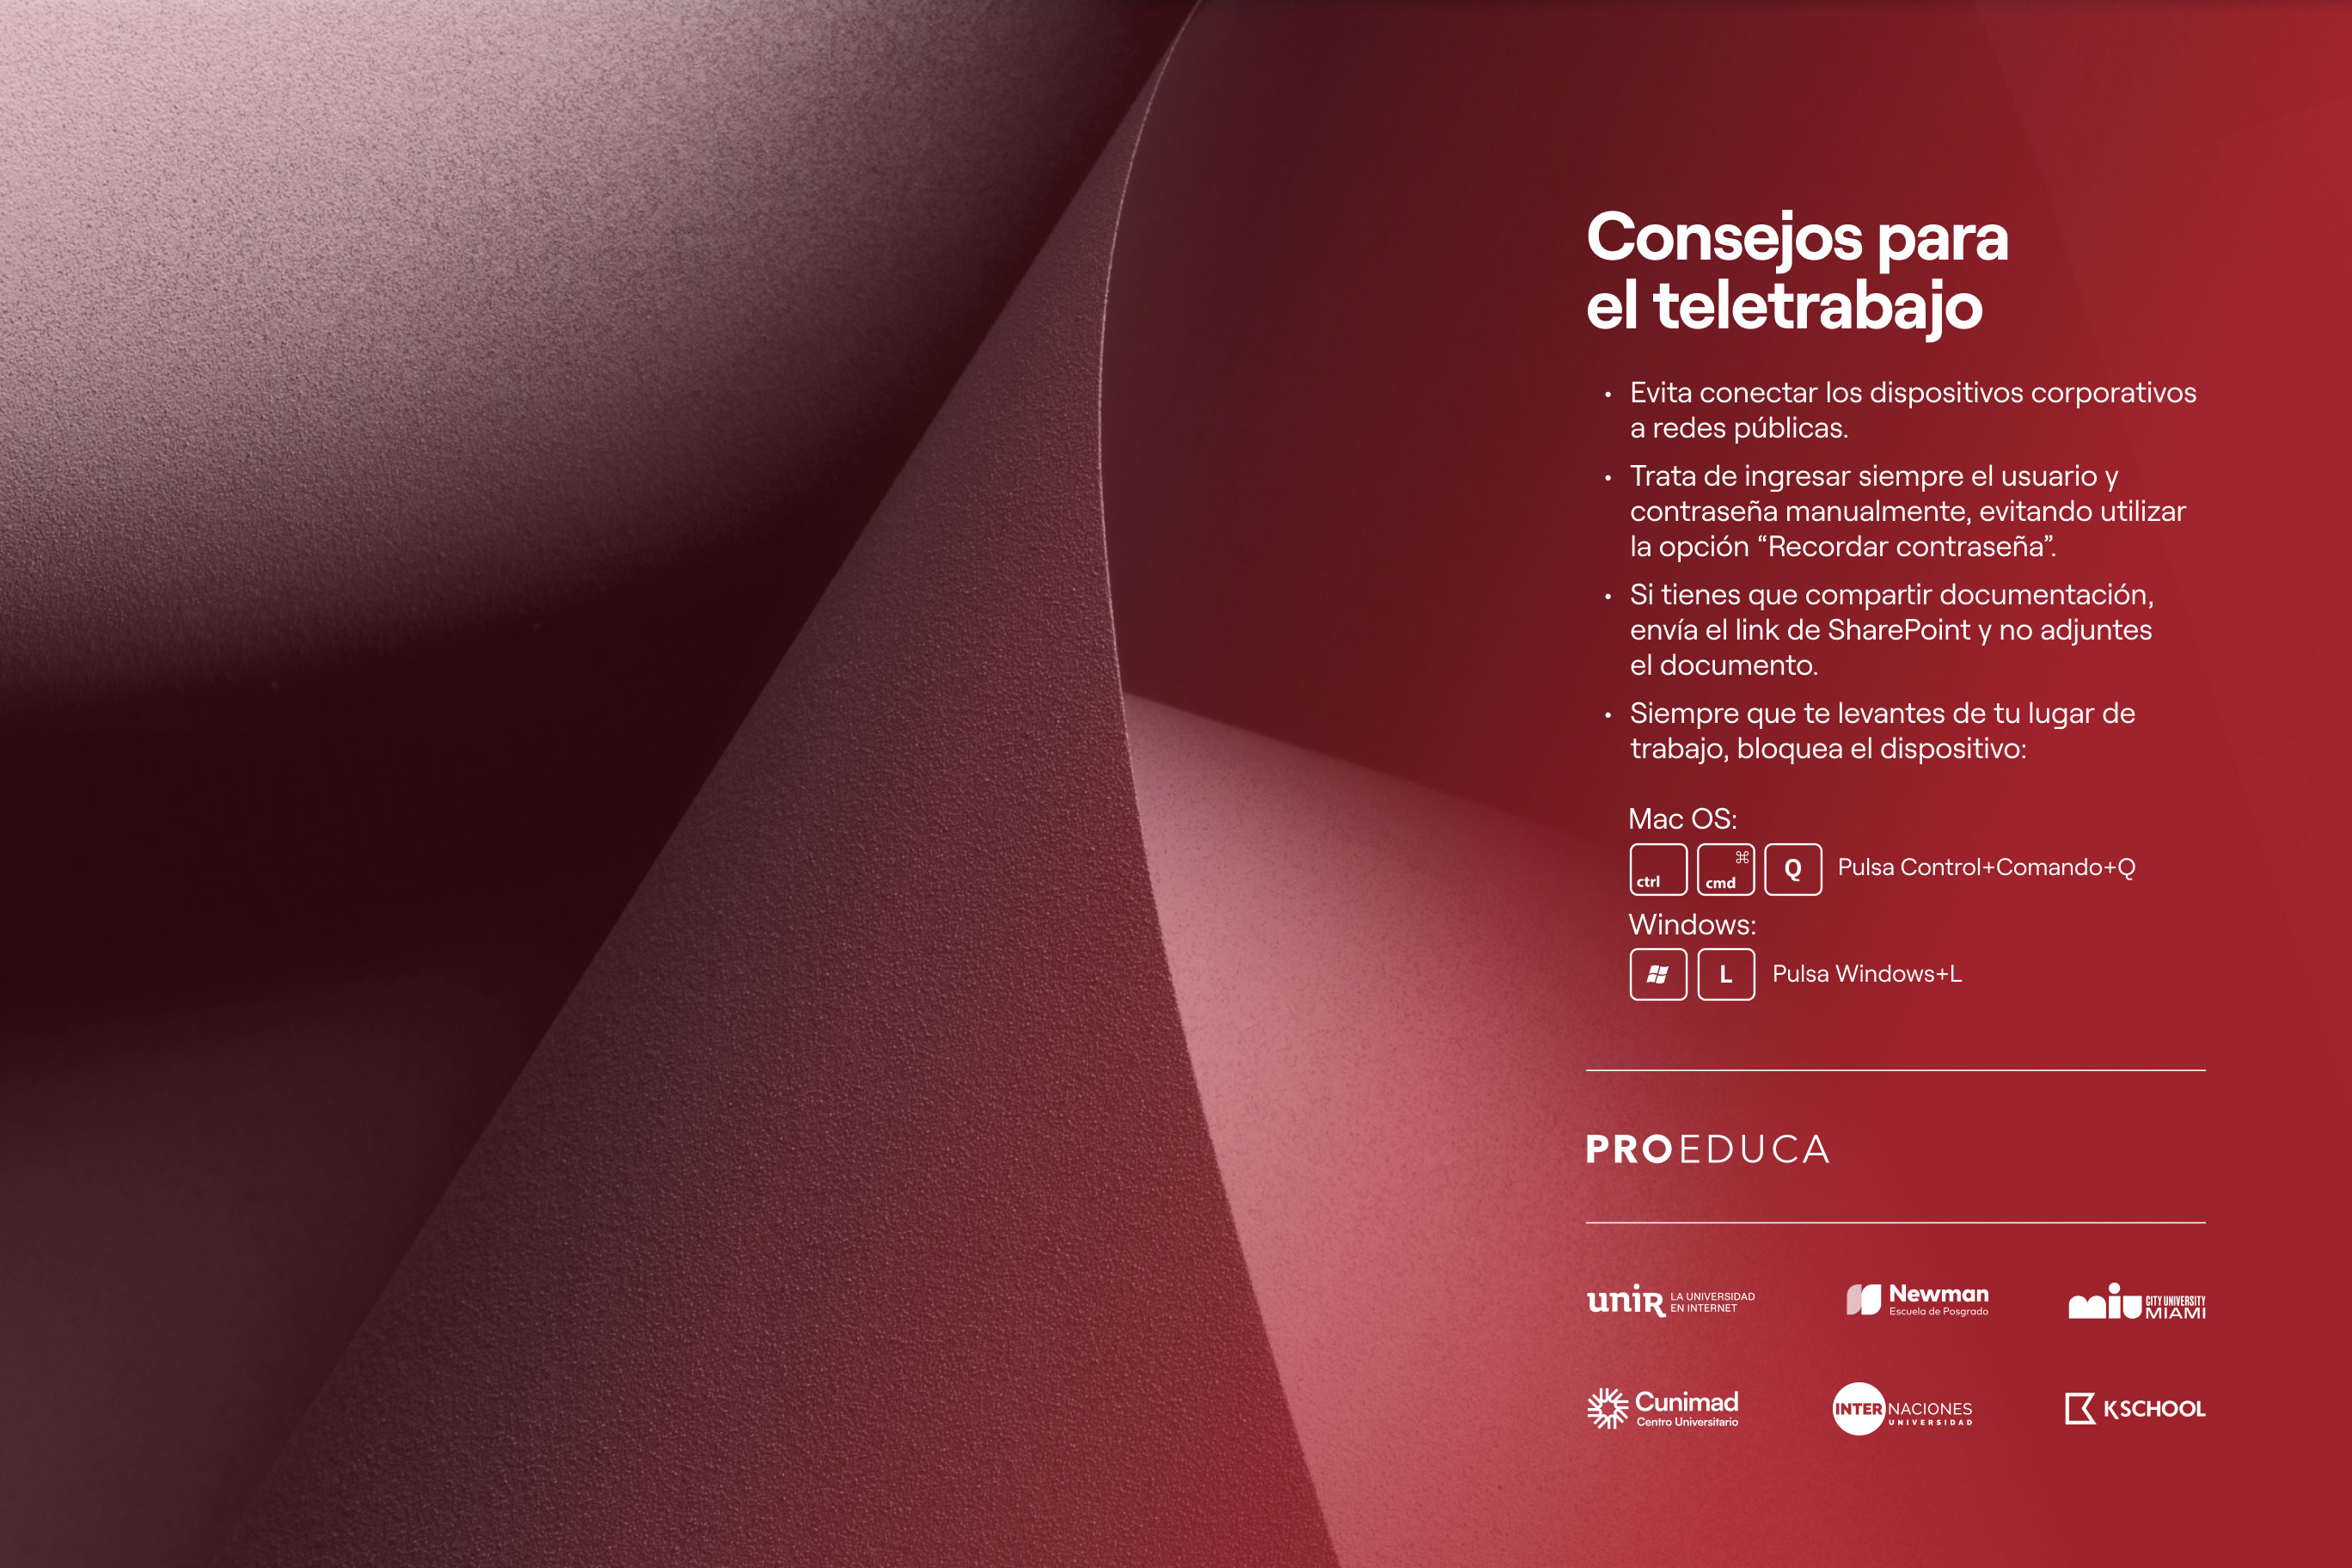 Consejos para
el teletrabajo
• Evita conectar los dispositivos corporativos
a redes públicas.
• Trata de ingresar siempre el usuario y
contraseña manualmente, evitando utilizar
la opción “Recordar contraseña”.
• Si tienes que compartir documentación,
envía el link de SharePoint y no adjuntes
el documento.
• Siempre que te levantes de tu lugar de
trabajo, bloquea el dispositivo:
Mac OS:
ctrl ⌘ cmd Q Pulsa Control+Comando+Q
Windows:
L Pulsa Windows+L
PROEDUCA
unir LA UNIVERSIDAD
EN INTERNET
Newman
Escuela de Posgrado
miu CITY UNIVERSITY
MIAMI
Cunimad
Centro Universitario
INTERNACIONES
UNIVERSIDAD
KSCHOOL